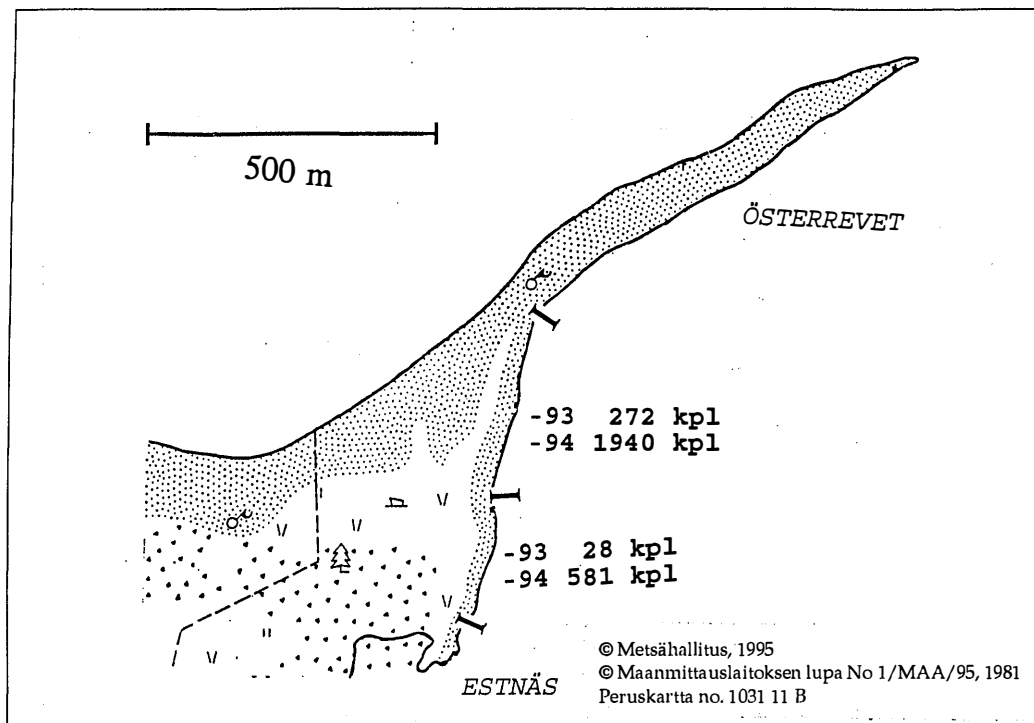 500 m
ÖSTERREVET
-93 272 kpl
-94 1940 kpl
-93 28 kpl
-94 581 kpl
ESTNÄS
© Metsähallitus, 1995
© Maanmittauslaitoksen lupa No 1/MAA/95, 1981
Peruskartta no. 1031 11 B